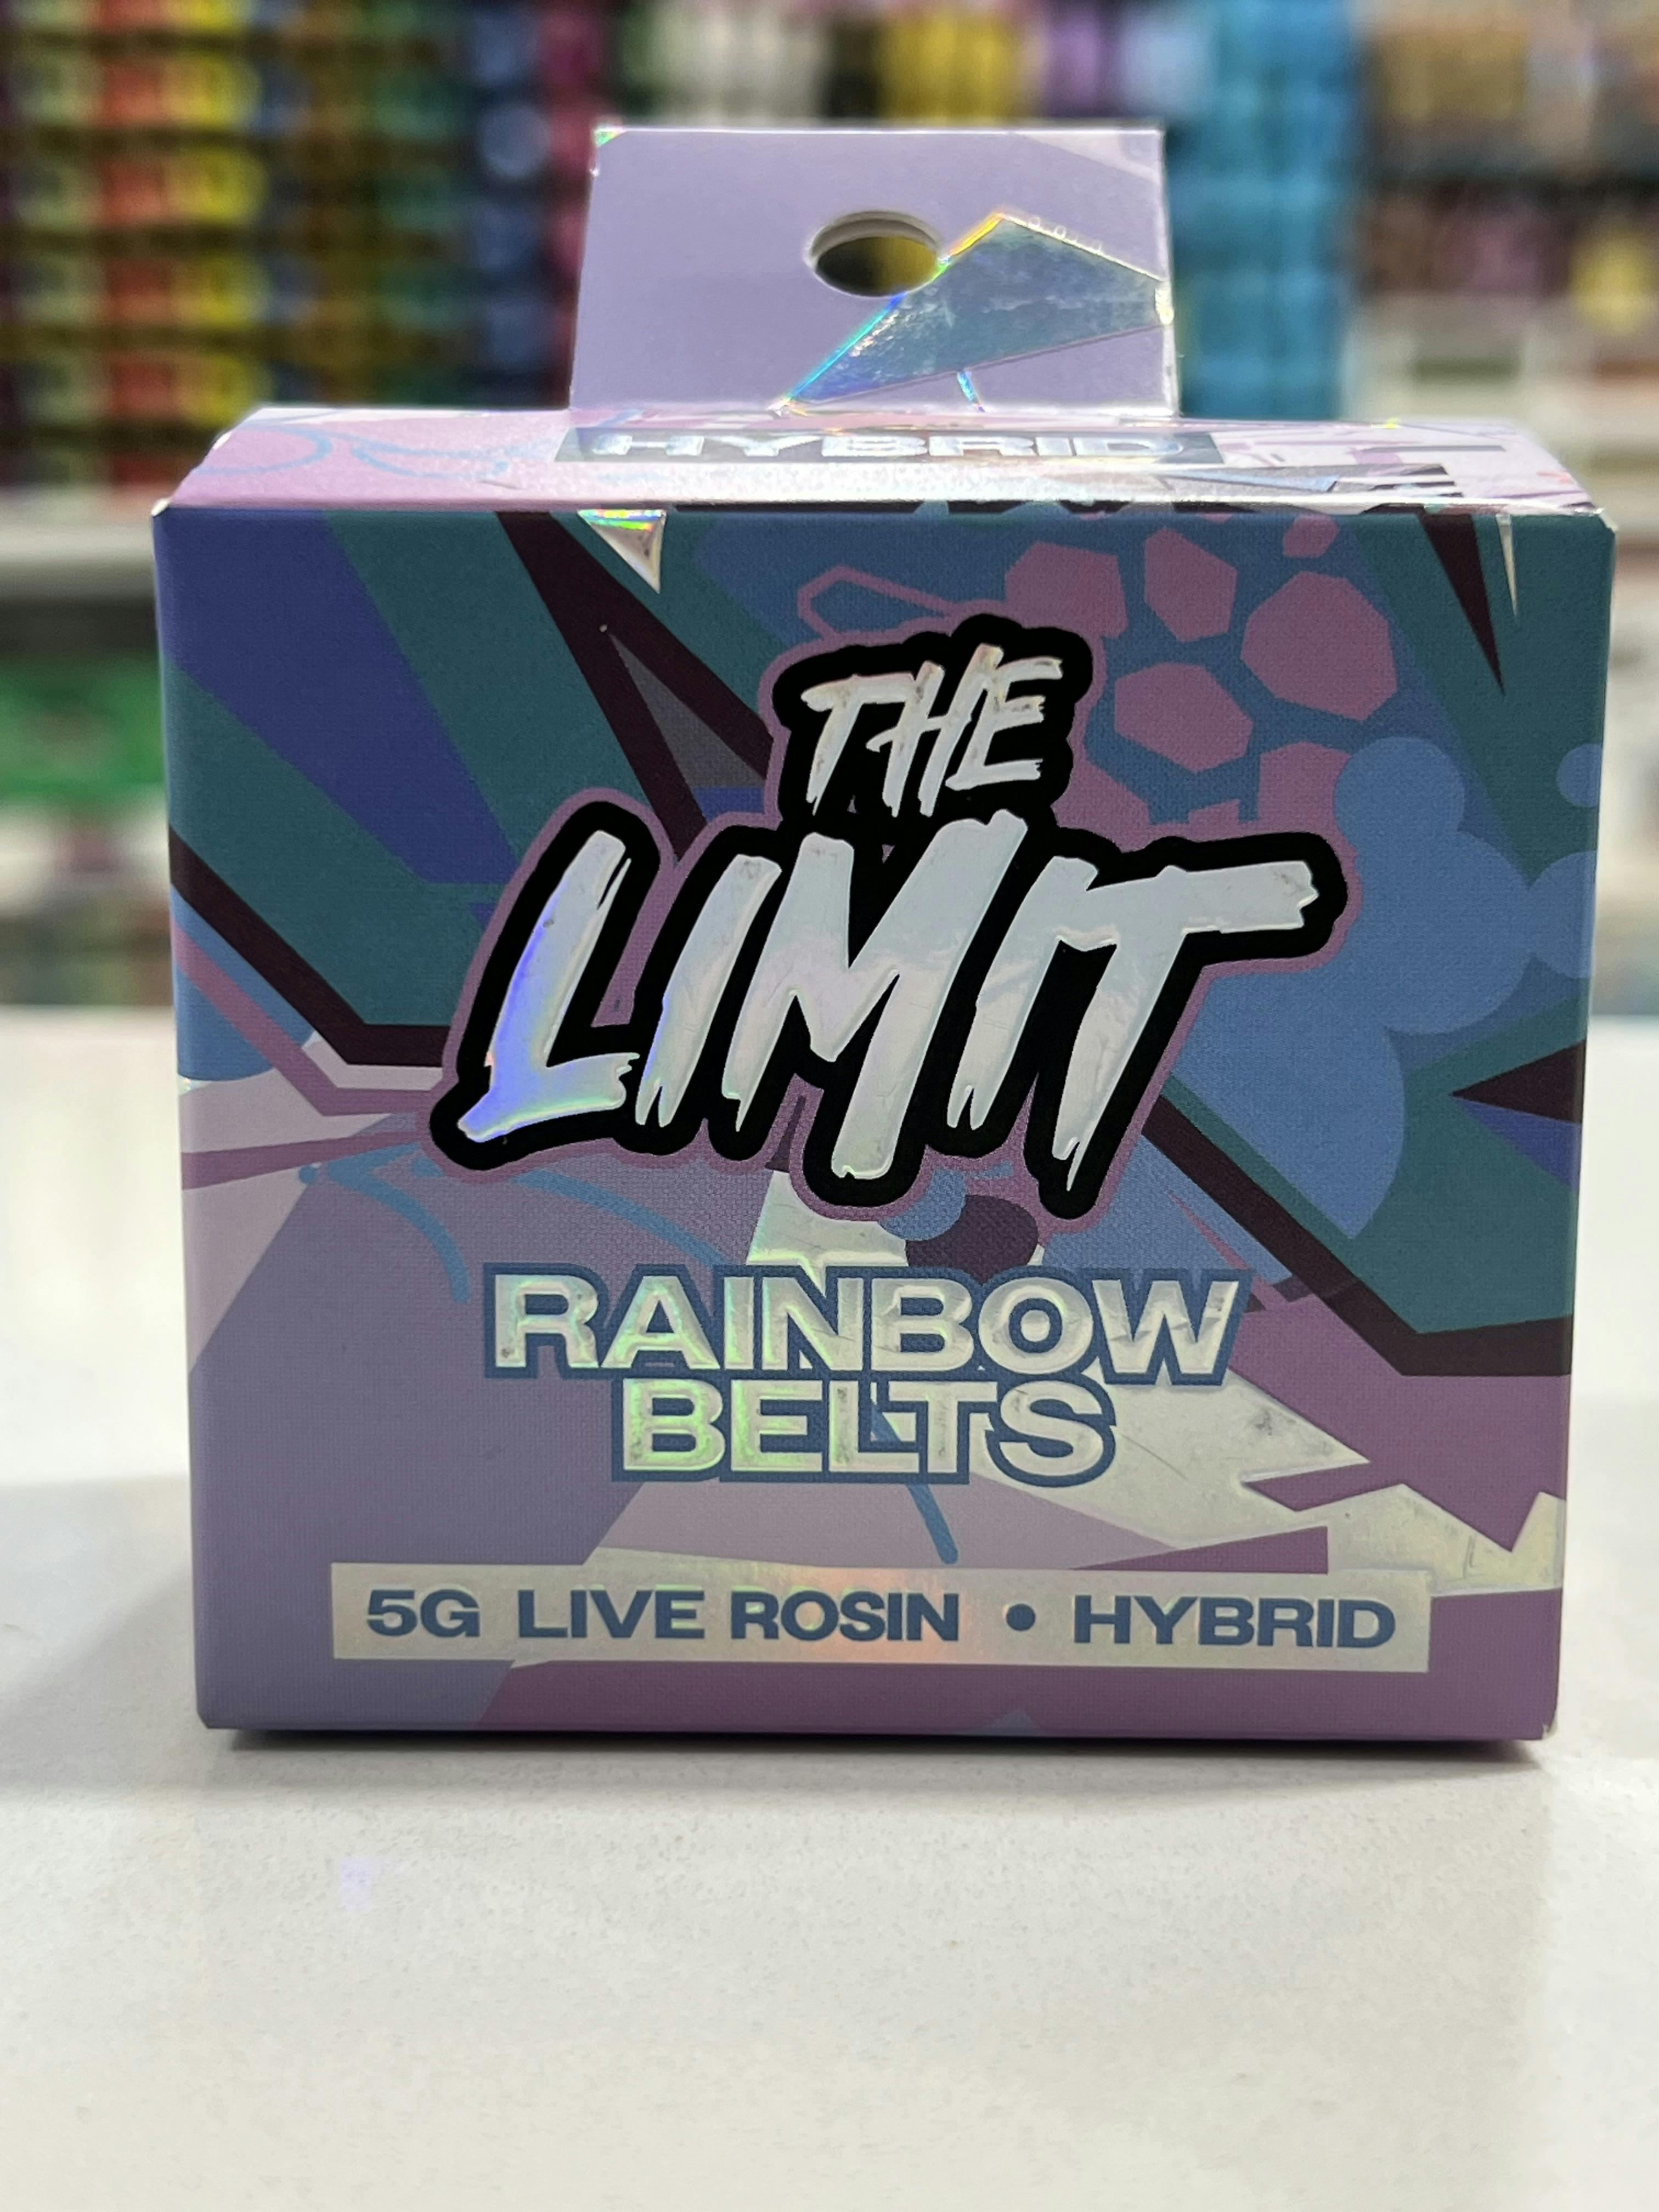 HYBRID
THE
LIMIT
RAINBOW
BELTS
5G LIVE ROSIN • HYBRID